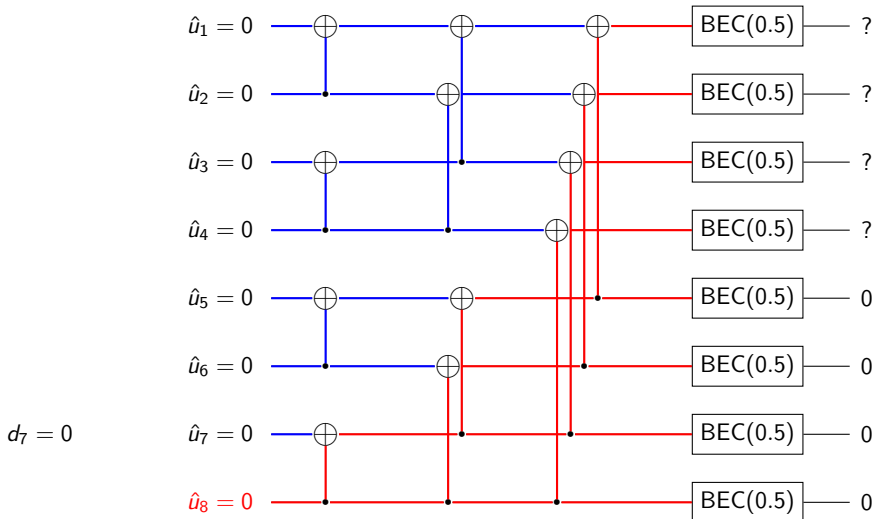 û₁ = 0 BEC(0.5) ?
û₂ = 0 BEC(0.5) ?
û₃ = 0 BEC(0.5) ?
û₄ = 0 BEC(0.5) ?
û₅ = 0 BEC(0.5) 0
û₆ = 0 BEC(0.5) 0
d₇ = 0 û₇ = 0 BEC(0.5) 0
û₈ = 0 BEC(0.5) 0